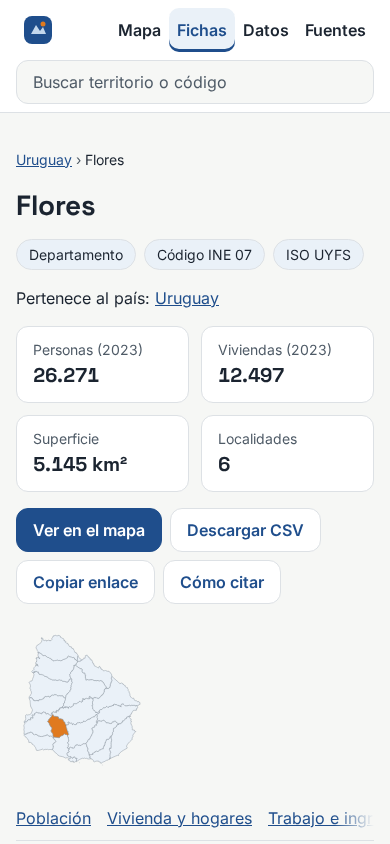 Mapa Fichas Datos Fuentes
Buscar territorio o código
Uruguay › Flores
Flores
Departamento Código INE 07 ISO UYFS
Pertenece al país: Uruguay
Personas (2023) Viviendas (2023)
26.271 12.497
Superficie Localidades
5.145 km² 6
Ver en el mapa Descargar CSV
Copiar enlace Cómo citar
Población Vivienda y hogares Trabajo e ingr